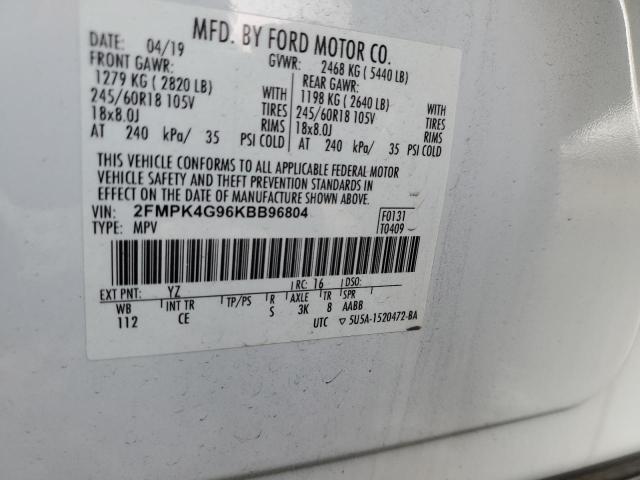 MFD. BY FORD MOTOR CO.
DATE: 04/19 GVWR: 2468 KG ( 5440 LB)
FRONT GAWR: REAR GAWR:
1279 KG ( 2820 LB) WITH 1198 KG ( 2640 LB) WITH
245/60R18 105V TIRES 245/60R18 105V TIRES
18x8.0J RIMS 18x8.0J RIMS
AT 240 kPa/ 35 PSI COLD AT 240 kPa/ 35 PSI COLD
THIS VEHICLE CONFORMS TO ALL APPLICABLE FEDERAL MOTOR
VEHICLE SAFETY AND THEFT PREVENTION STANDARDS IN
EFFECT ON THE DATE OF MANUFACTURE SHOWN ABOVE.
VIN: 2FMPK4G96KBB96804 F0131
TYPE: MPV T0409
EXT PNT: YZ RC: 16 DSO:
WB INT TR TP/PS R AXLE TR SPR
112 CE S 3K 8 AABB
UTC ▽ 5U5A-1520472-BA